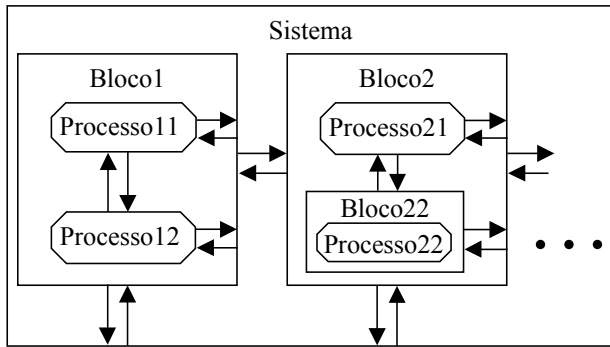 Sistema
Bloco1
Bloco2
Processo11
Processo21
Processo12
Bloco22
Processo22